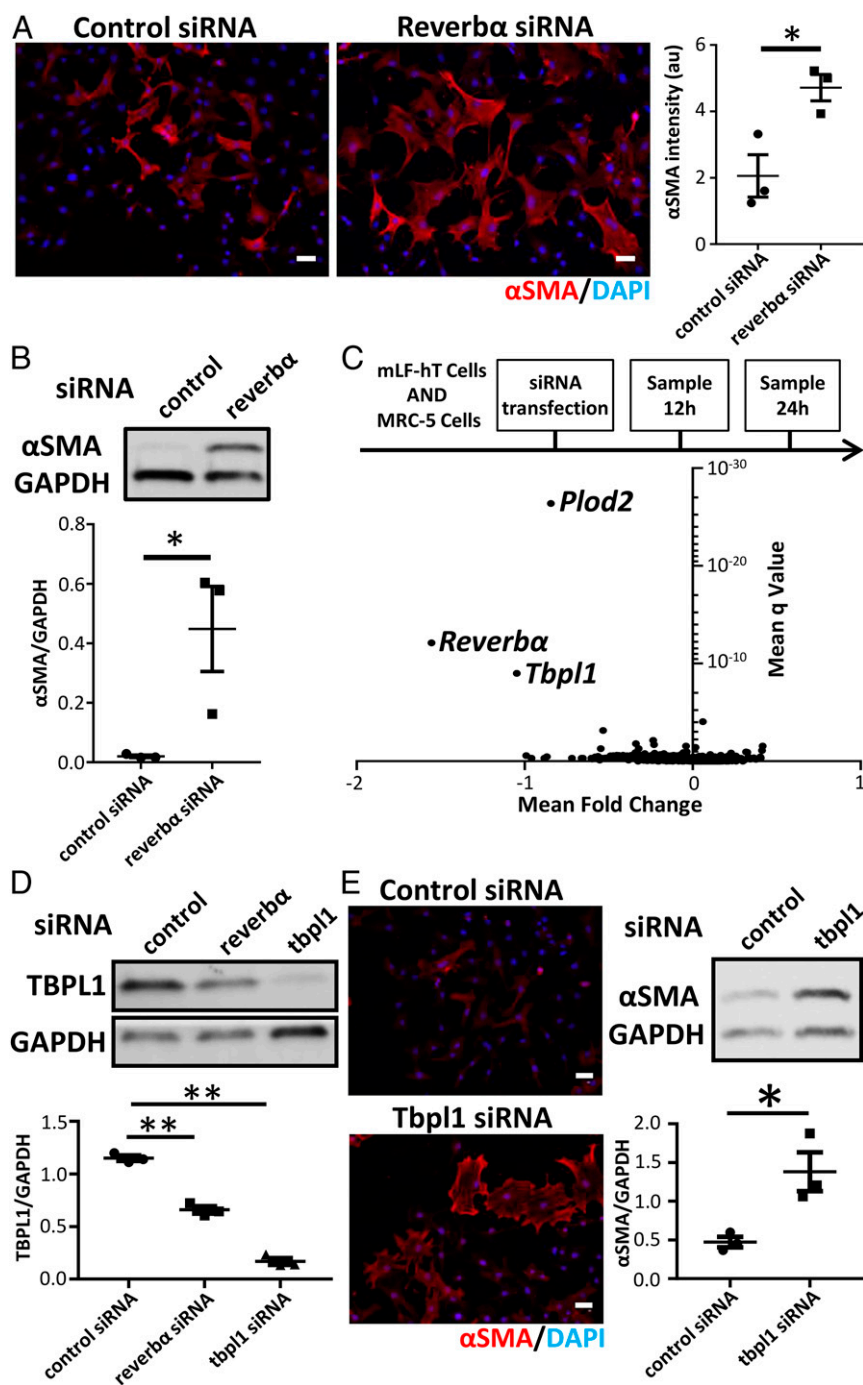 A
Control siRNA
Reverbα siRNA
αSMA/DAPI
αSMA intensity (au)
6
4
2
0
*
control siRNA
reverbα siRNA
B
siRNA
control
reverbα
αSMA
GAPDH
αSMA/GAPDH
0.8
0.6
0.4
0.2
0.0
*
control siRNA
reverbα siRNA
C
mLF-hT Cells
AND
MRC-5 Cells
siRNA
transfection
Sample
12h
Sample
24h
Plod2
Reverbα
Tbpl1
10-30
10-20
10-10
Mean q Value
-2
-1
0
1
Mean Fold Change
D
siRNA
control
reverbα
tbpl1
TBPL1
GAPDH
TBPL1/GAPDH
1.5
1.0
0.5
0.0
**
**
control siRNA
reverbα siRNA
tbpl1 siRNA
E
Control siRNA
Tbpl1 siRNA
αSMA/DAPI
siRNA
control
tbpl1
αSMA
GAPDH
αSMA/GAPDH
2.0
1.5
1.0
0.5
0.0
*
control siRNA
tbpl1 siRNA